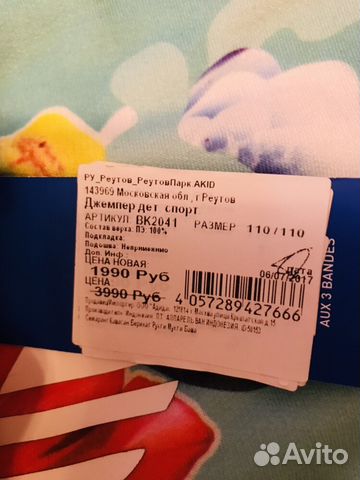 РУ_Реутов_РеутовПарк AKID
143969 Московская обл., г Реутов
Джемпер дет. спорт
АРТИКУЛ BK2041 РАЗМЕР 110/110
Состав верха: ПЭ: 100%
Подкладка:
Подошва: Неприменимо
Доп. Инф.:
ЦЕНА НОВАЯ:
1990 Руб
Дата
06/07/2017
ЦЕНА
3990 Руб
4 057289 427666
AUX 3 BANDES
Avito